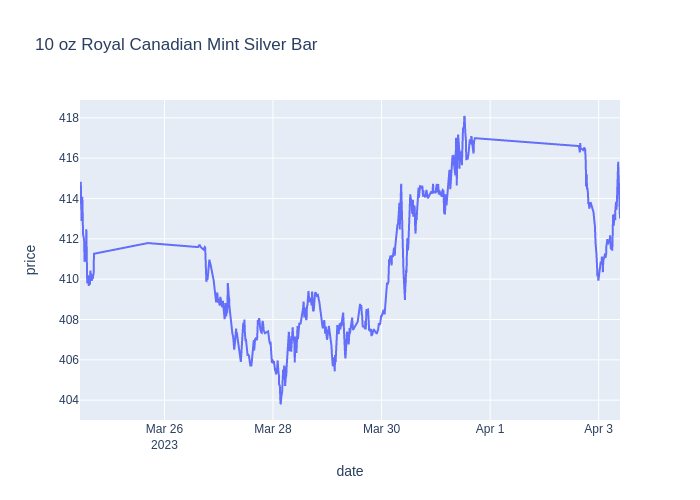 10 oz Royal Canadian Mint Silver Bar
418
416
414
412
410
408
406
404
price
Mar 26
2023
Mar 28
Mar 30
Apr 1
Apr 3
date